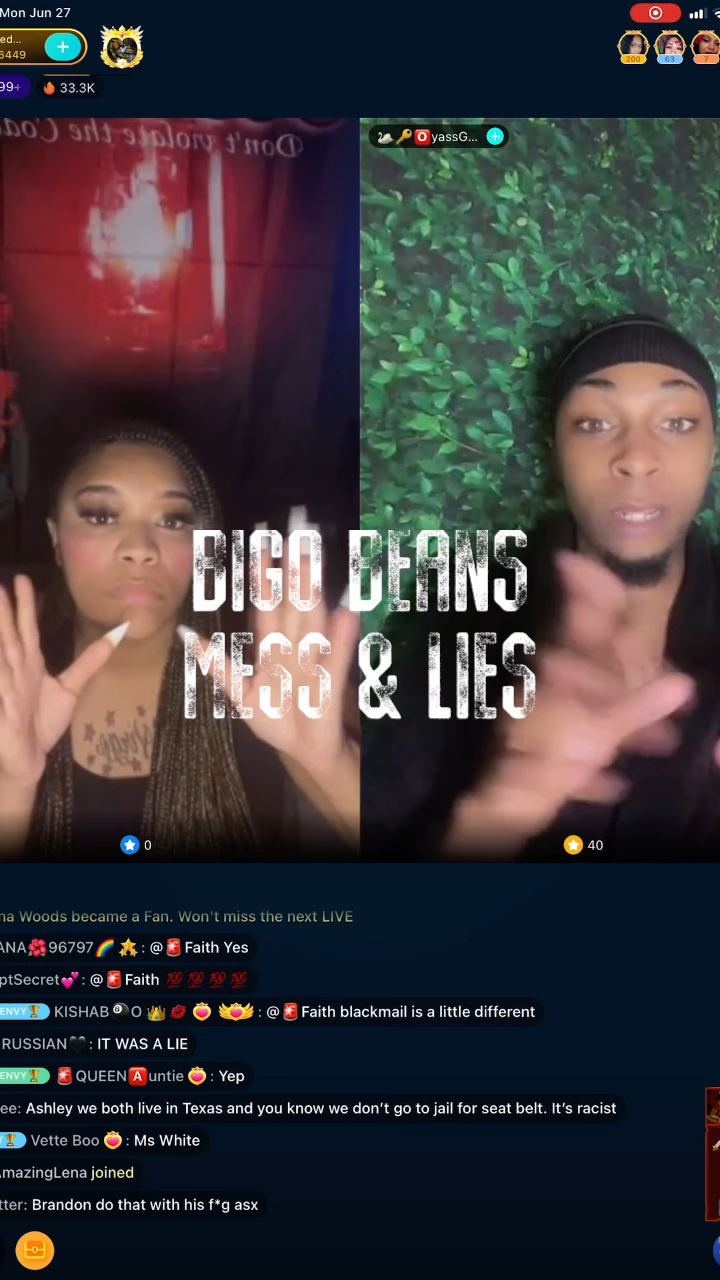 Mon Jun 27
ed...
6449
200
63
7
99+
33.3K
Don't violate the Coa
yassG...
BIGO BEANS
MESS & LIES
0
40
na Woods became a Fan. Won't miss the next LIVE
ANA🌺96797🌈: @🚨Faith Yes
ptSecret💕: @🚨Faith 💯 💯 💯 💯
ENVY🏆 KISHAB🎱O 👑 💋: @🚨Faith blackmail is a little different
RUSSIAN🖤: IT WAS A LIE
ENVY🏆 🚨QUEEN🅰untie: Yep
ee: Ashley we both live in Texas and you know we don't go to jail for seat belt. It's racist
Vette Boo: Ms White
AmazingLena joined
tter: Brandon do that with his f*g asx